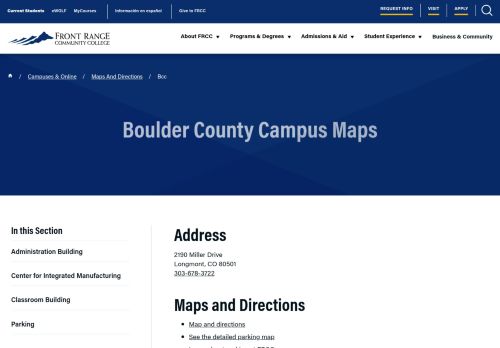 Current Students eWOLF MyCourses Información en español Give to FRCC REQUEST INFO VISIT APPLY
FRONT RANGE
COMMUNITY COLLEGE
About FRCC Programs & Degrees Admissions & Aid Student Experience Business & Community
/ Campuses & Online / Maps And Directions / Bcc
Boulder County Campus Maps
In this Section
Administration Building
Center for Integrated Manufacturing
Classroom Building
Parking
Address
2190 Miller Drive
Longmont, CO 80501
303-678-3722
Maps and Directions
Map and directions
See the detailed parking map